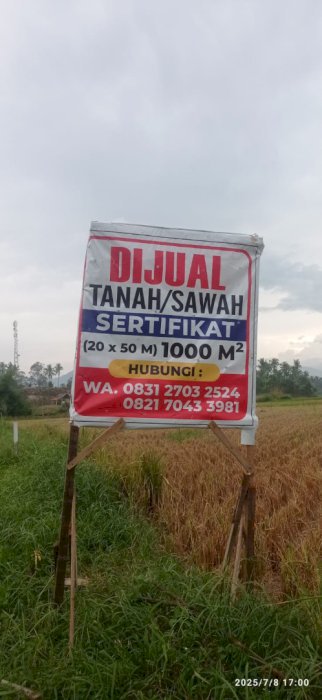 DIJUAL
TANAH/SAWAH
SERTIFIKAT
(20 x 50 M) 1000 M²
HUBUNGI :
WA. 0831 2703 2524
0821 7043 3981
2025/7/8 17:00